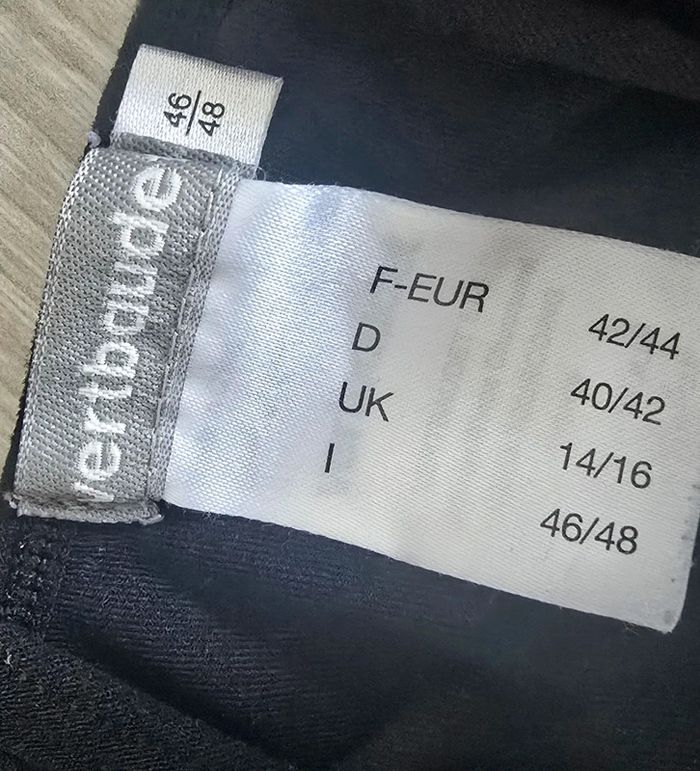 46
48
vertbaudet
F-EUR 42/44
D 40/42
UK 14/16
I 46/48